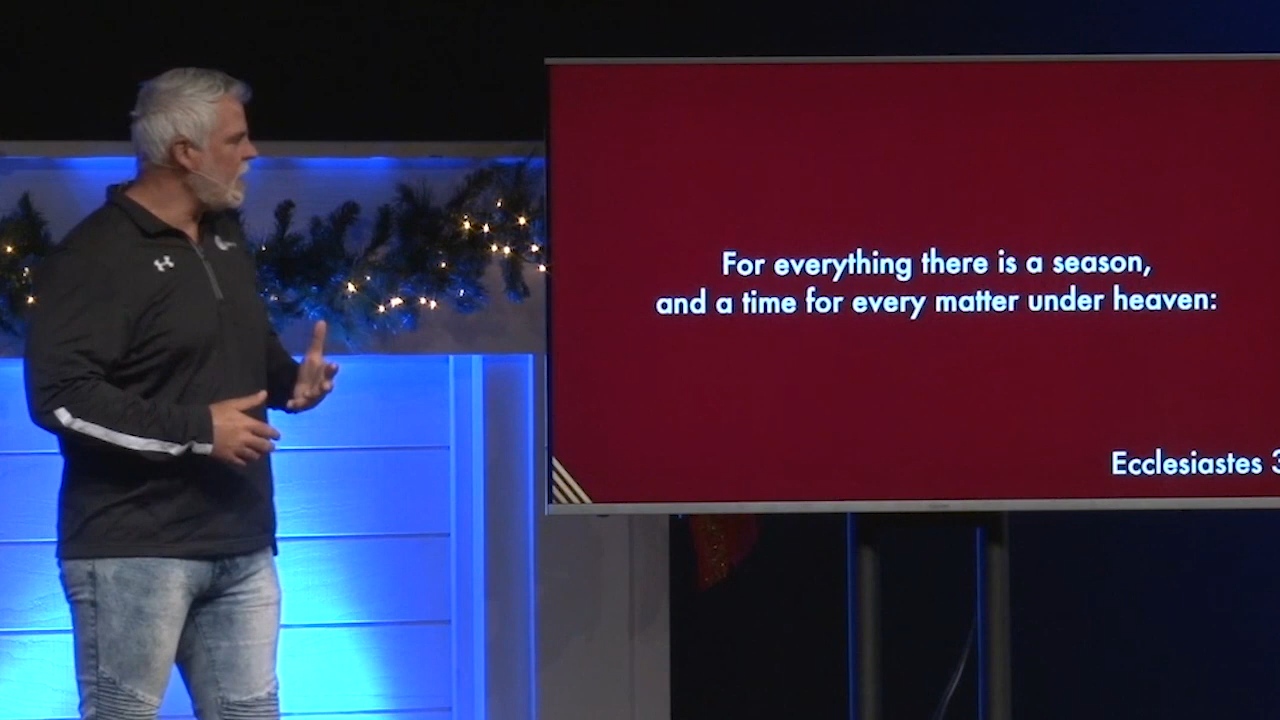 For everything there is a season,
and a time for every matter under heaven:
Ecclesiastes 3